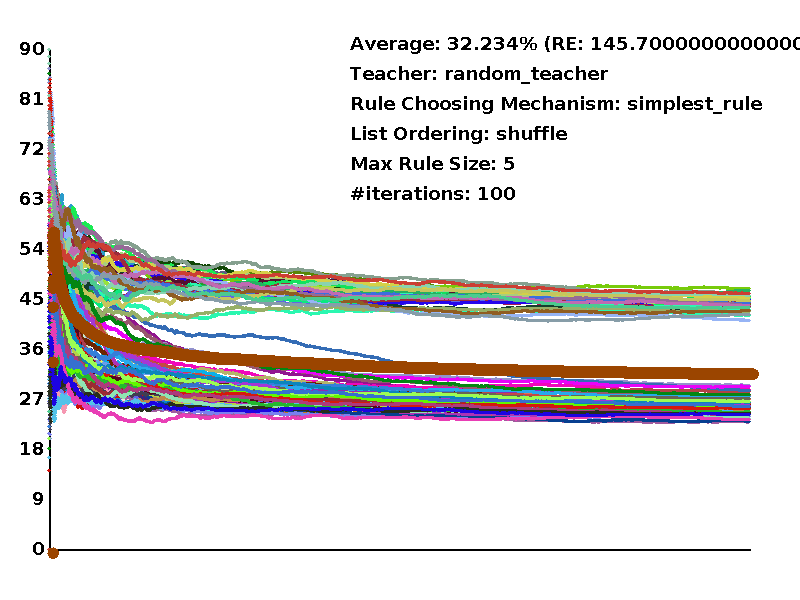 Average: 32.234% (RE: 145.7000000000000
Teacher: random_teacher
Rule Choosing Mechanism: simplest_rule
List Ordering: shuffle
Max Rule Size: 5
#iterations: 100
90
81
72
63
54
45
36
27
18
9
0